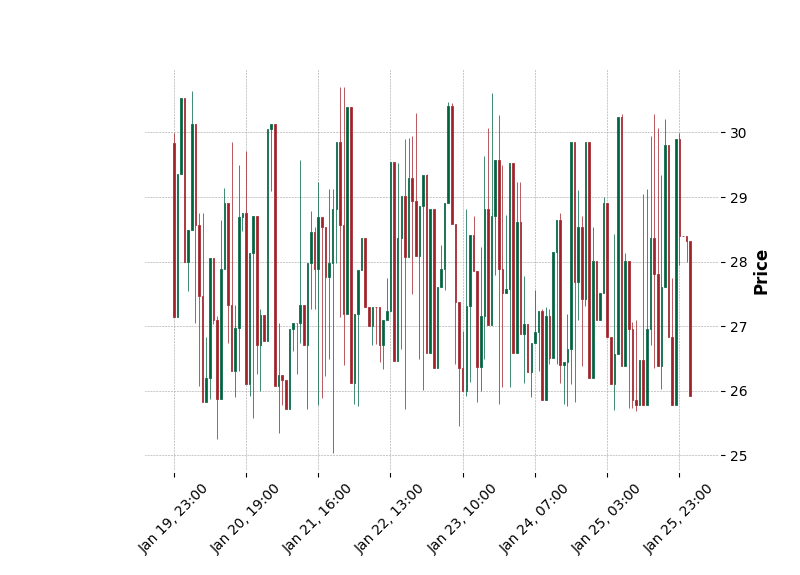 30
29
28
27
26
25
Price
Jan 19, 23:00
Jan 20, 19:00
Jan 21, 16:00
Jan 22, 13:00
Jan 23, 10:00
Jan 24, 07:00
Jan 25, 03:00
Jan 25, 23:00